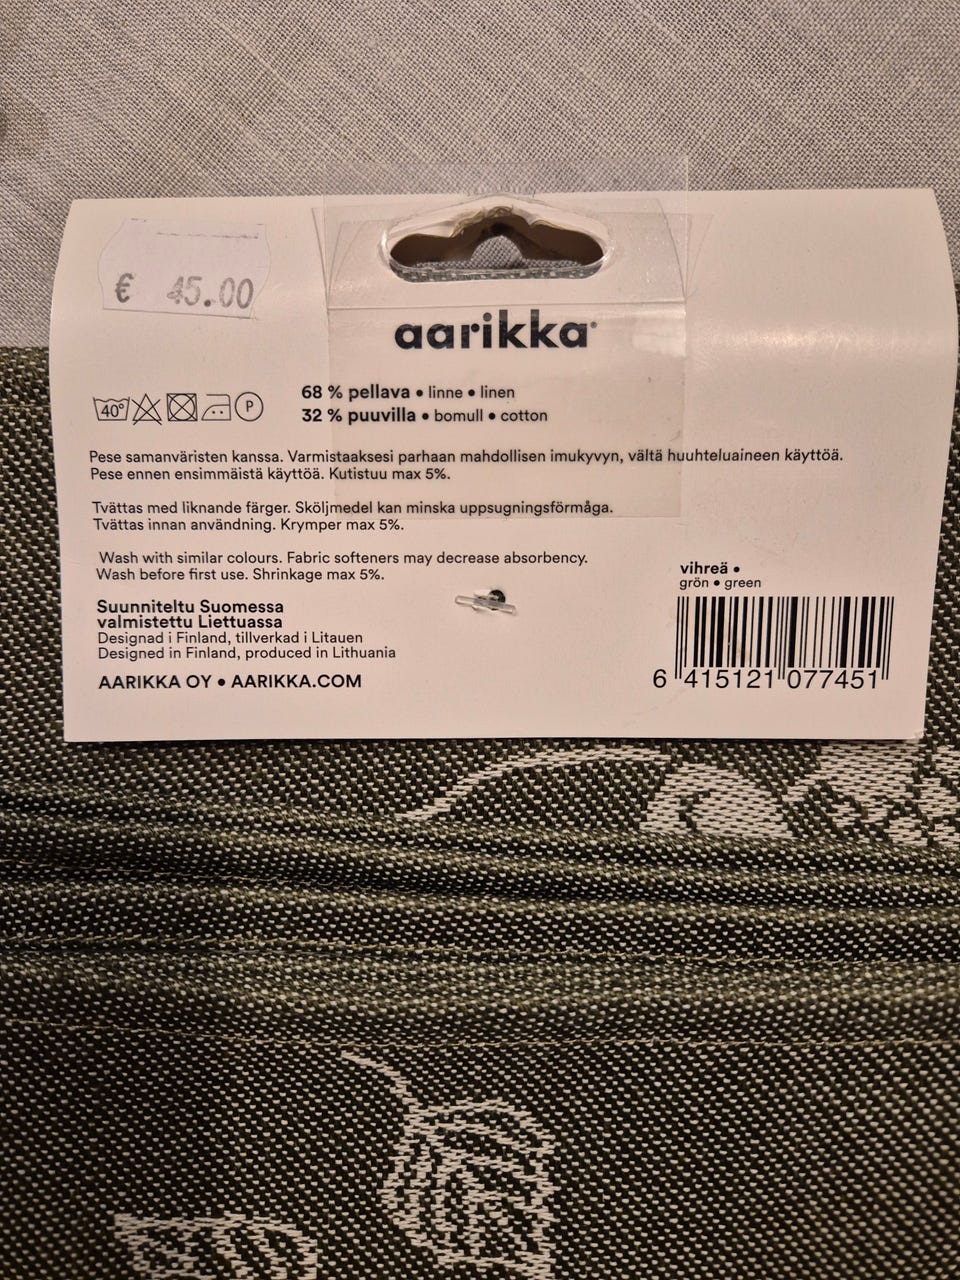 € 45.00
aarikka®
40° P
68 % pellava • linne • linen
32 % puuvilla • bomull • cotton
Pese samanväristen kanssa. Varmistaaksesi parhaan mahdollisen imukyvyn, vältä huuhteluaineen käyttöä.
Pese ennen ensimmäistä käyttöä. Kutistuu max 5%.
Tvättas med liknande färger. Sköljmedel kan minska uppsugningsförmåga.
Tvättas innan användning. Krymper max 5%.
Wash with similar colours. Fabric softeners may decrease absorbency.
Wash before first use. Shrinkage max 5%.
Suunniteltu Suomessa
valmistettu Liettuassa
Designad i Finland, tillverkad i Litauen
Designed in Finland, produced in Lithuania
AARIKKA OY • AARIKKA.COM
vihreä •
grön • green
6 415121 077451